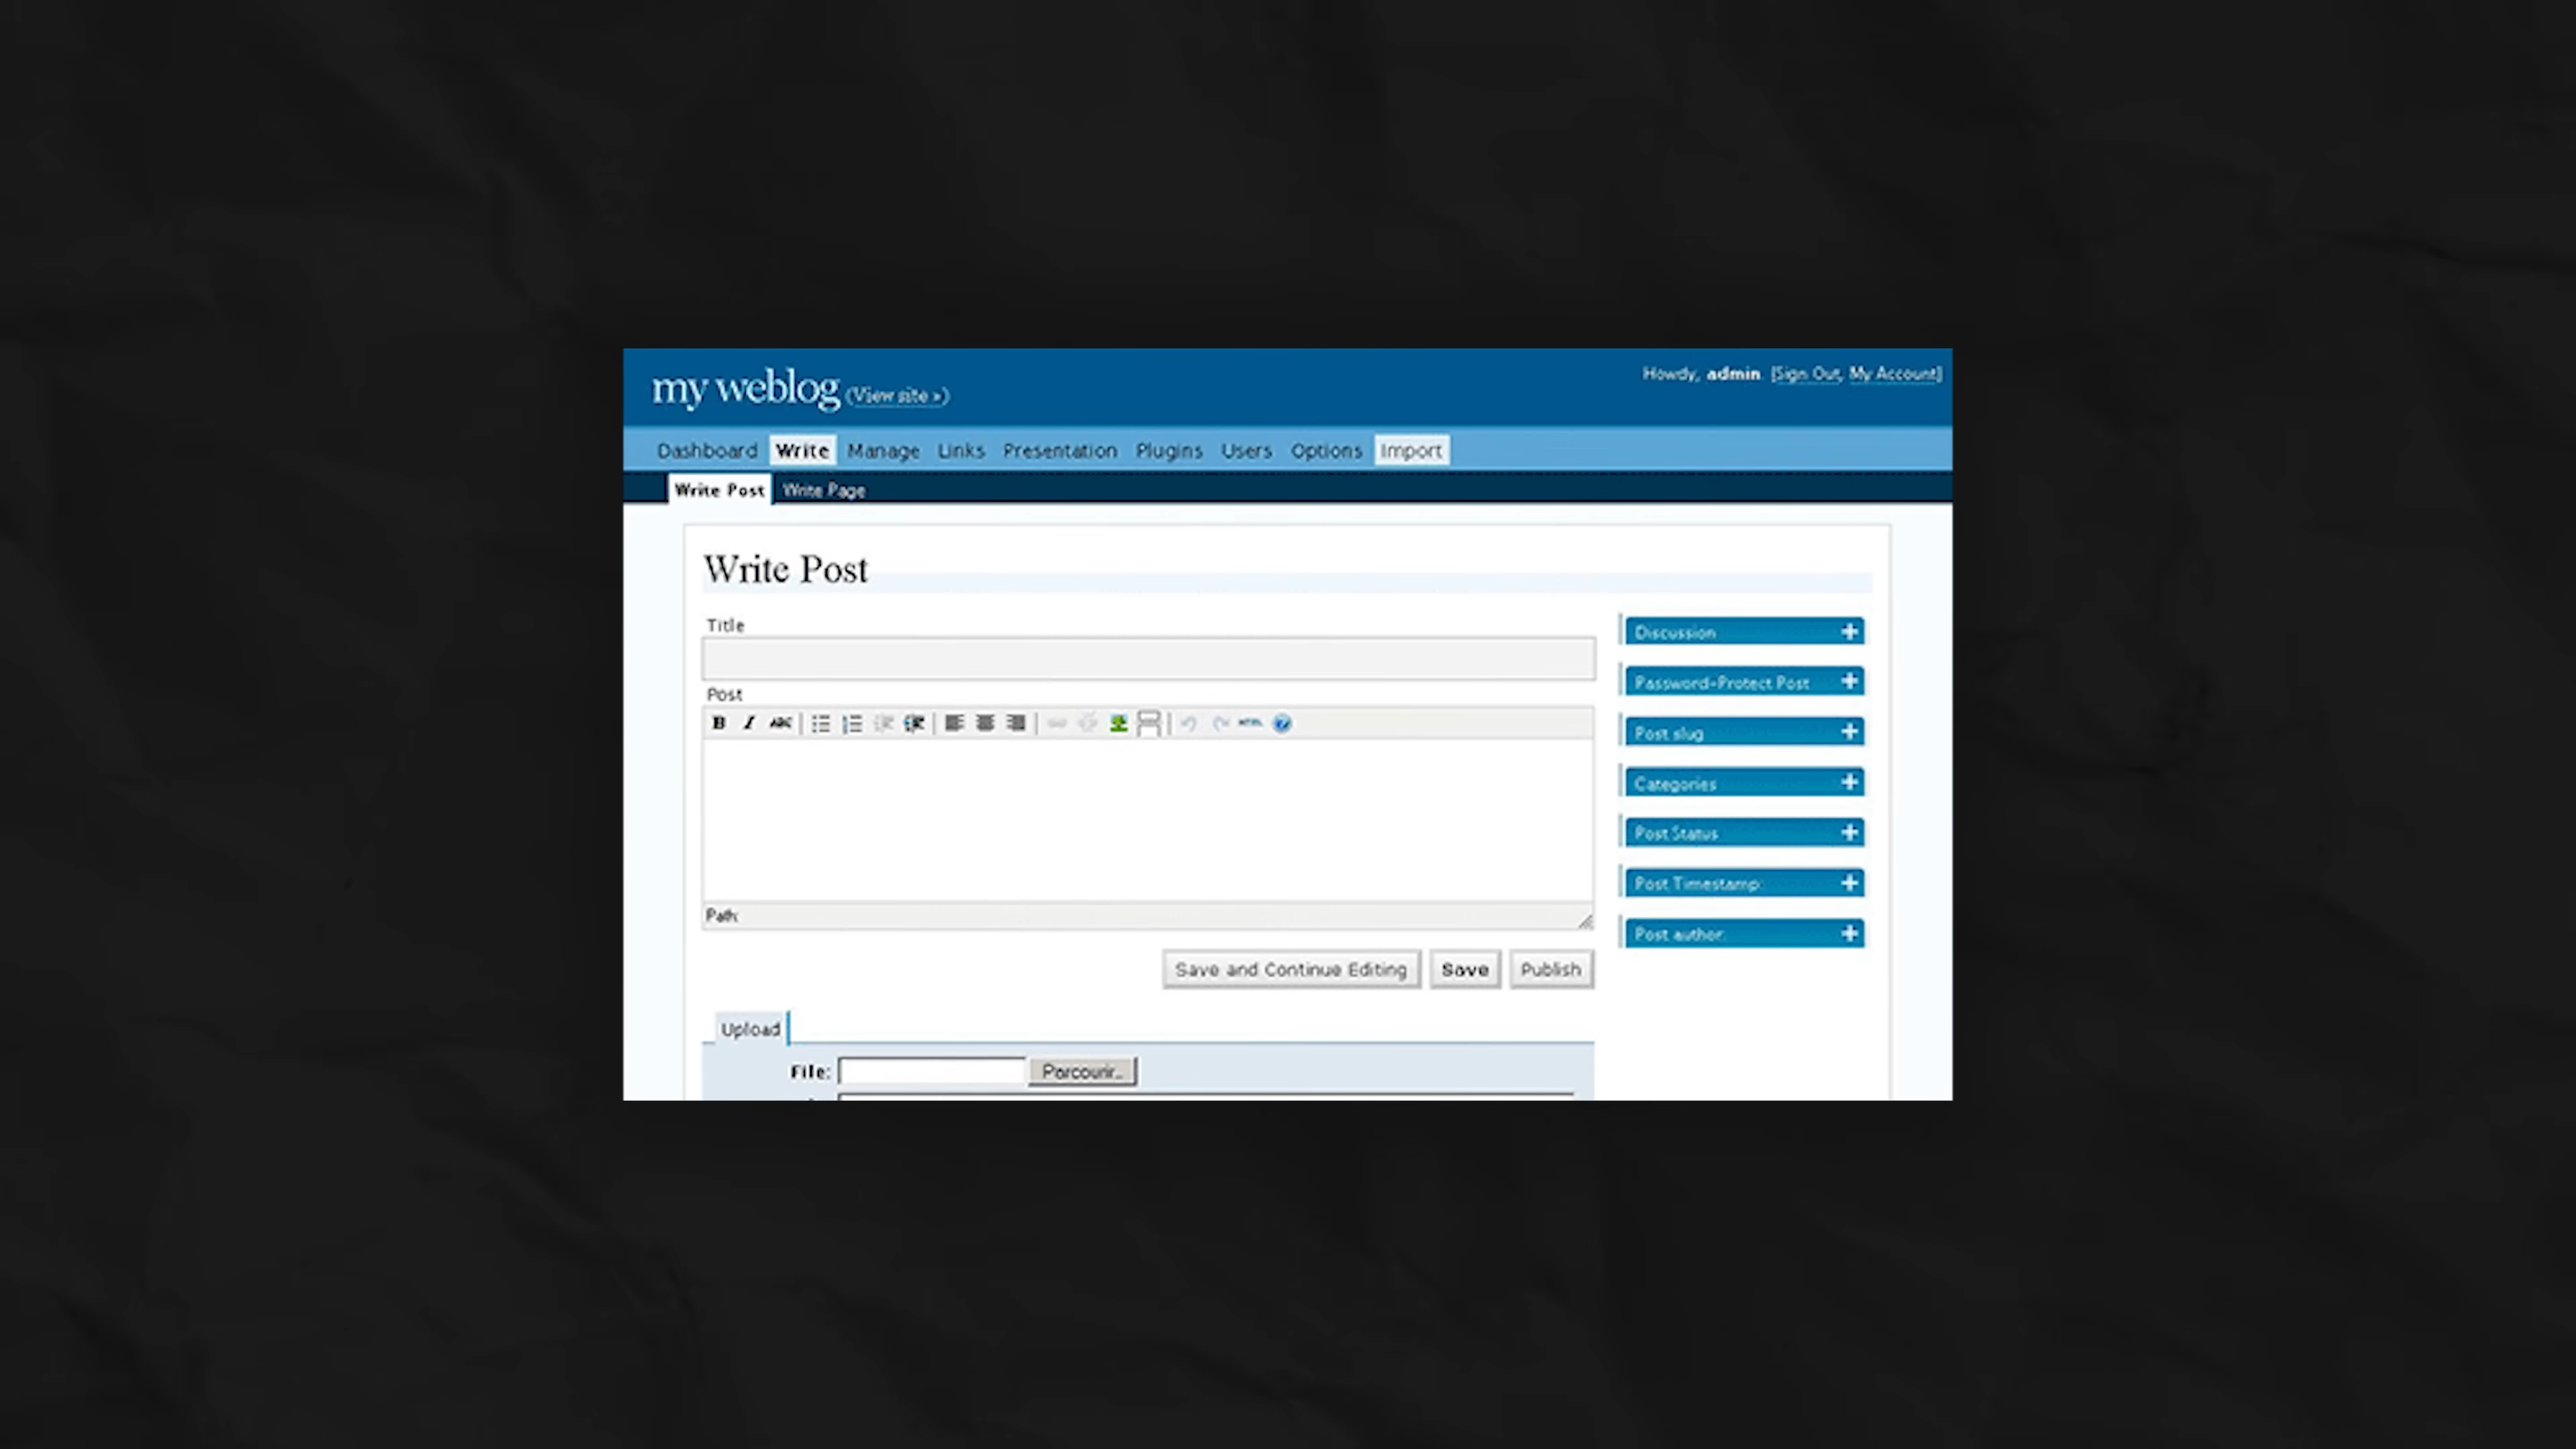 my weblog (View site »)
Howdy, admin. [Sign Out, My Account]
Dashboard Write Manage Links Presentation Plugins Users Options Import
Write Post Write Page
Write Post
Title
Post
B I ABC HTML ?
Path:
Save and Continue Editing Save Publish
Discussion +
Password-Protect Post +
Post slug +
Categories +
Post Status +
Post Timestamp: +
Post author: +
Upload
File: Parcourir...